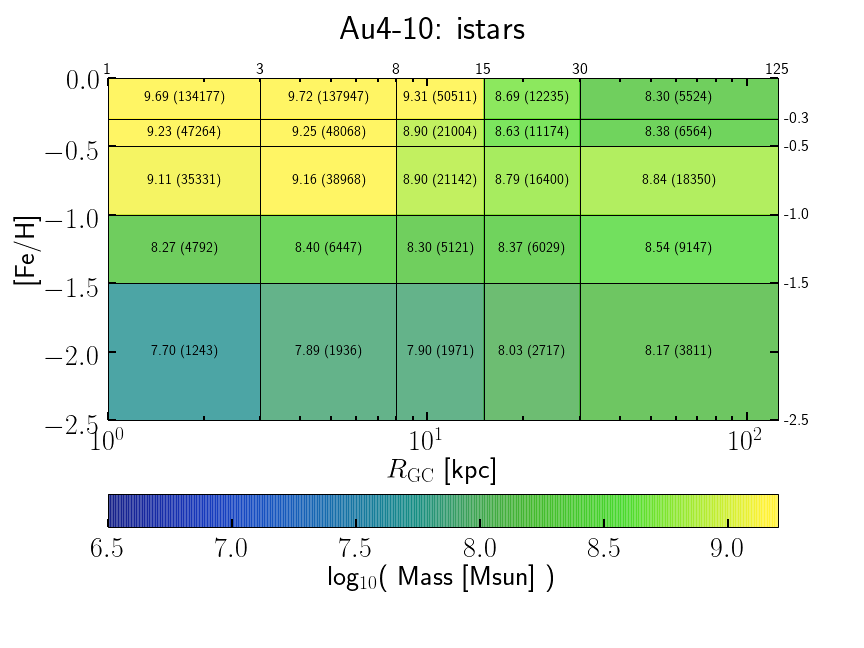 Au4-10: istars
1 3 8 15 30 125
0.0 9.69 (134177) 9.72 (137947) 9.31 (50511) 8.69 (12235) 8.30 (5524)
-0.3
9.23 (47264) 9.25 (48068) 8.90 (21004) 8.63 (11174) 8.38 (6564)
−0.5 -0.5
9.11 (35331) 9.16 (38968) 8.90 (21142) 8.79 (16400) 8.84 (18350)
−1.0 -1.0
[Fe/H]
8.27 (4792) 8.40 (6447) 8.30 (5121) 8.37 (6029) 8.54 (9147)
−1.5 -1.5
−2.0 7.70 (1243) 7.89 (1936) 7.90 (1971) 8.03 (2717) 8.17 (3811)
−2.5 -2.5
10⁰ 10¹ 10²
R_GC [kpc]
6.5 7.0 7.5 8.0 8.5 9.0
log₁₀( Mass [Msun] )